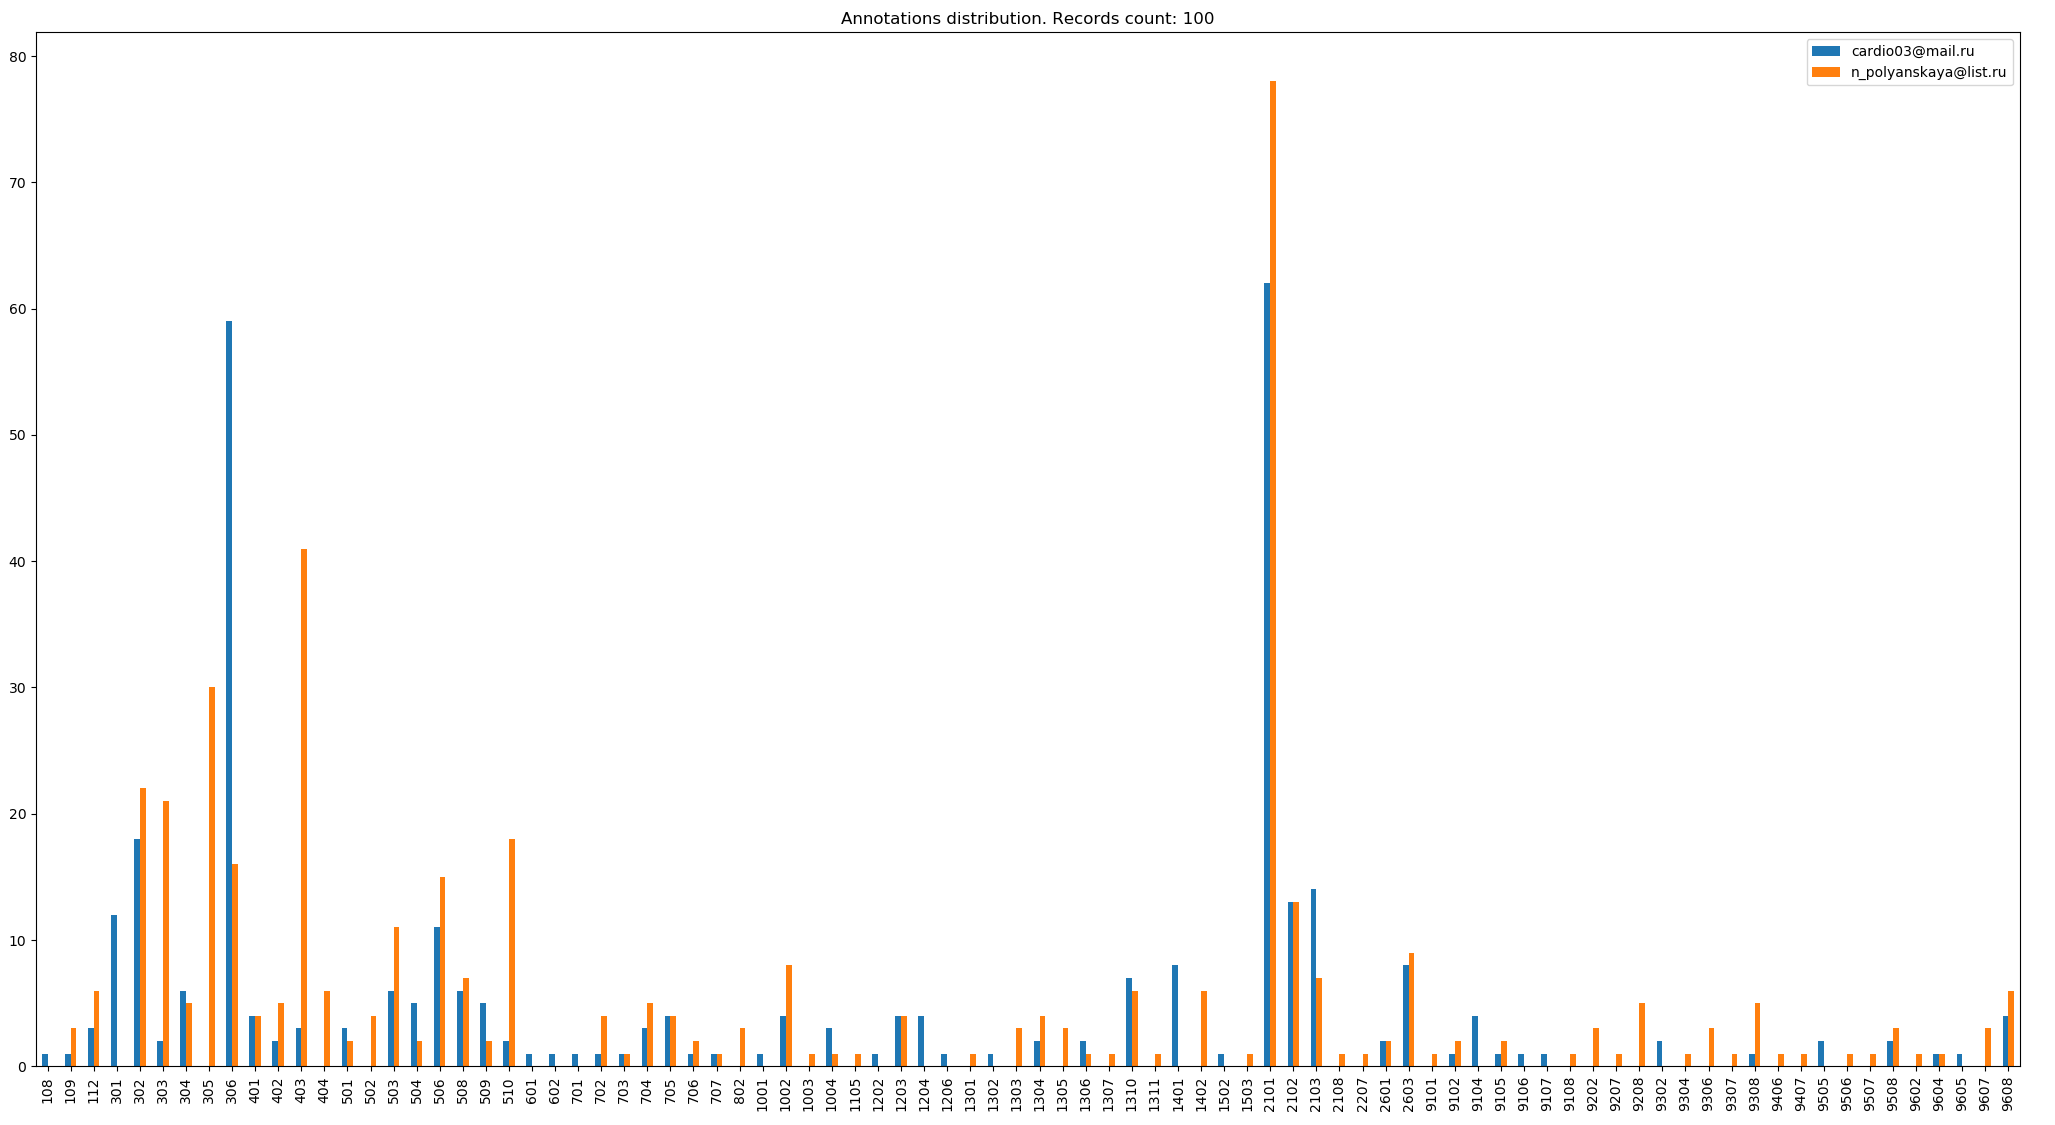 Annotations distribution. Records count: 100
cardio03@mail.ru
n_polyanskaya@list.ru
80
70
60
50
40
30
20
10
0
108 109 112 301 302 303 304 305 306 401 402 403 404 501 502 503 504 506 508 509 510 601 602 701 702 703 704 705 706 707 802 1001 1002 1003 1004 1105 1202 1203 1204 1206 1301 1302 1303 1304 1305 1306 1307 1310 1311 1401 1402 1502 1503 2101 2102 2103 2108 2207 2601 2603 9101 9102 9104 9105 9106 9107 9108 9202 9207 9208 9302 9304 9306 9307 9308 9406 9407 9505 9506 9507 9508 9602 9604 9605 9607 9608